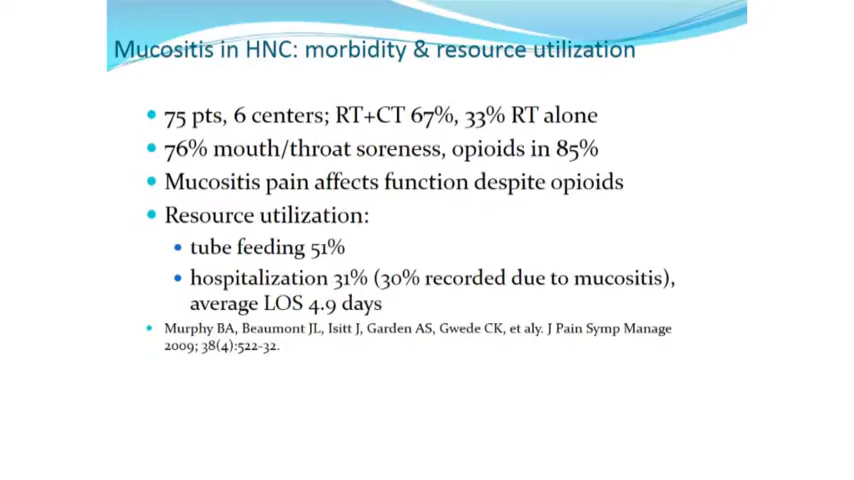 Mucositis in HNC: morbidity & resource utilization
• 75 pts, 6 centers; RT+CT 67%, 33% RT alone
• 76% mouth/throat soreness, opioids in 85%
• Mucositis pain affects function despite opioids
• Resource utilization:
• tube feeding 51%
• hospitalization 31% (30% recorded due to mucositis),
average LOS 4.9 days
• Murphy BA, Beaumont JL, Isitt J, Garden AS, Gwede CK, et aly. J Pain Symp Manage
2009; 38(4):522-32.